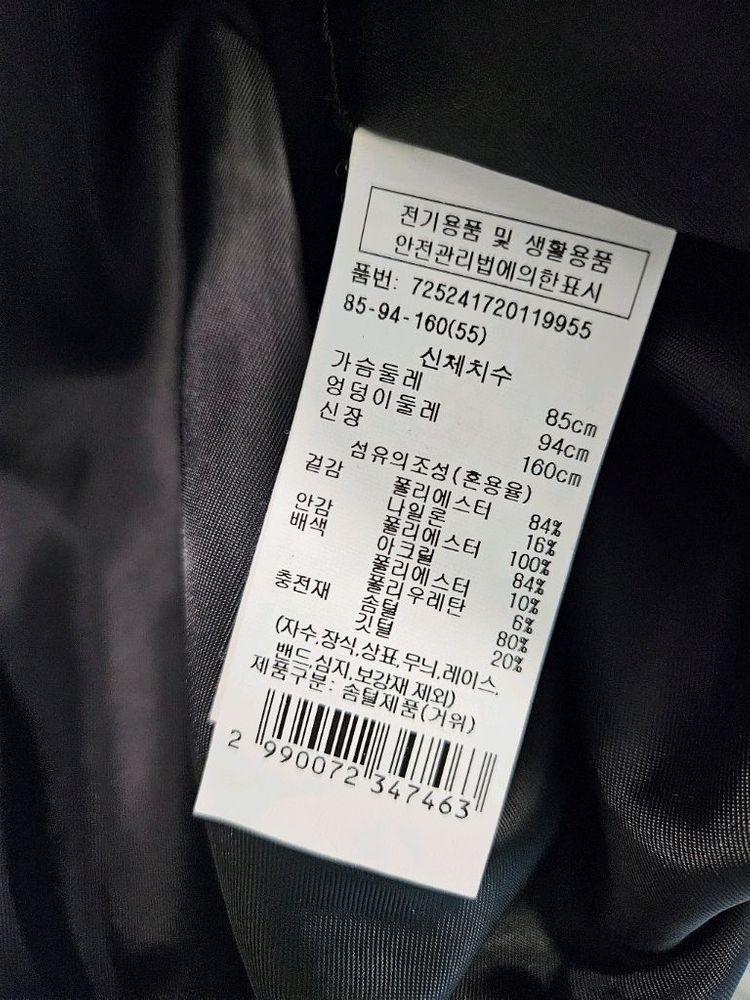 전기용품 및 생활용품
안전관리법에의한표시
품번: 725241720119955
85-94-160(55)
신체치수
가슴둘레 85cm
엉덩이둘레 94cm
신장 160cm
섬유의조성(혼용율)
겉감 폴리에스터 84%
나일론 16%
안감 폴리에스터 100%
배색 아크릴 84%
폴리에스터 10%
폴리우레탄 6%
충전재 솜털 80%
깃털 20%
(자수.장식.상표.무늬.레이스.
밴드.심지.보강재 제외)
제품구분: 솜털제품(거위)
2 990072 347463